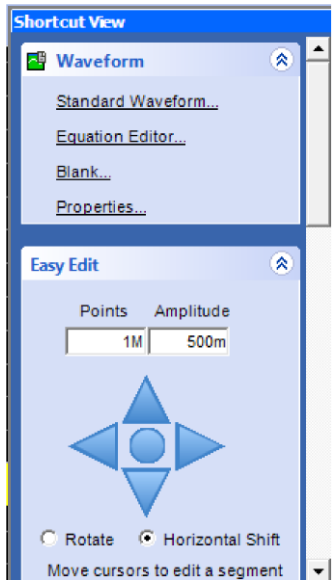 Shortcut View
Waveform
Standard Waveform...
Equation Editor...
Blank...
Properties...
Easy Edit
Points Amplitude
1M 500m
Rotate Horizontal Shift
Move cursors to edit a segment